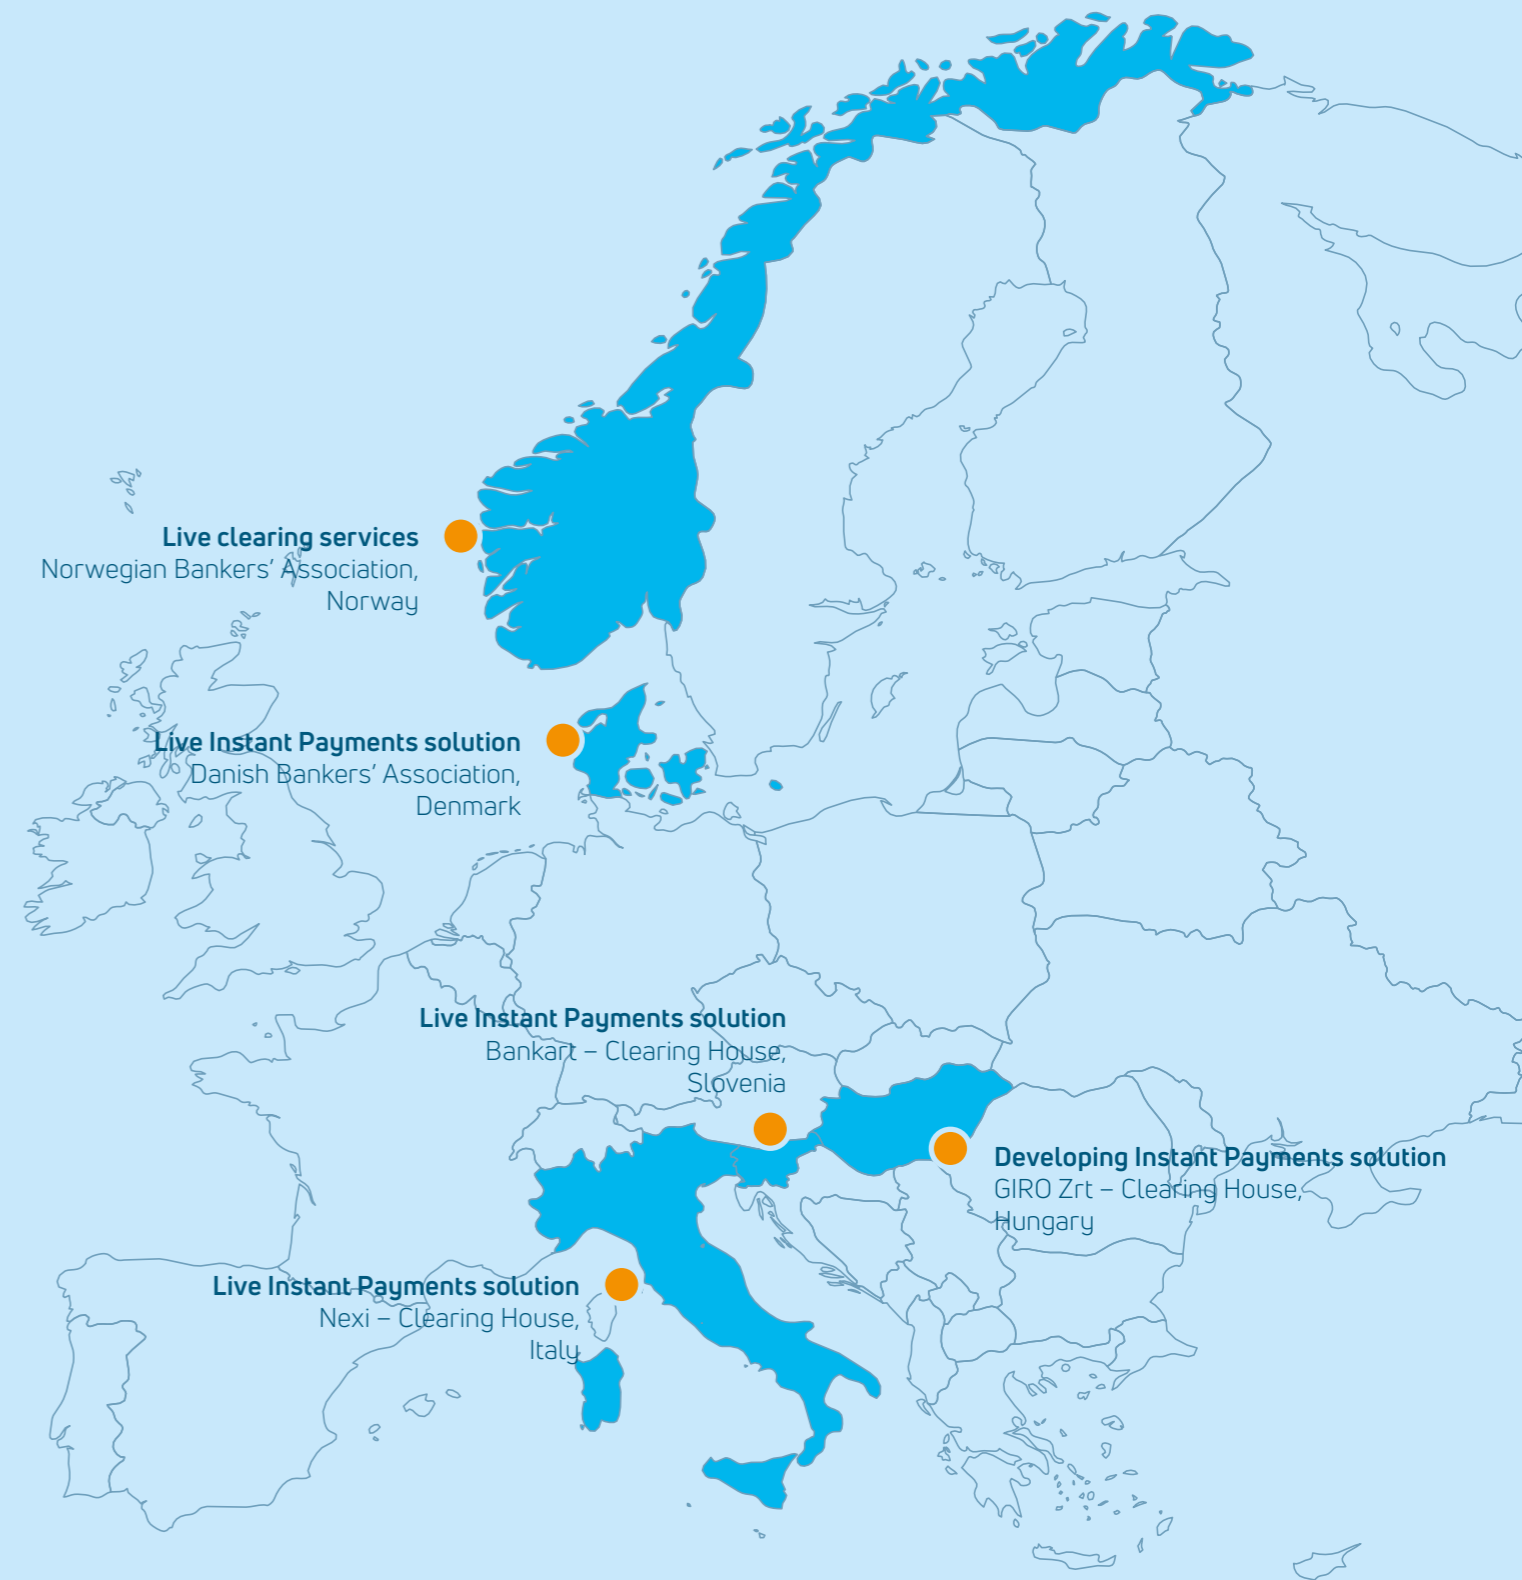 Live clearing services
Norwegian Bankers’ Association,
Norway
Live Instant Payments solution
Danish Bankers’ Association,
Denmark
Live Instant Payments solution
Bankart – Clearing House,
Slovenia
Developing Instant Payments solution
GIRO Zrt – Clearing House,
Hungary
Live Instant Payments solution
Nexi – Clearing House,
Italy